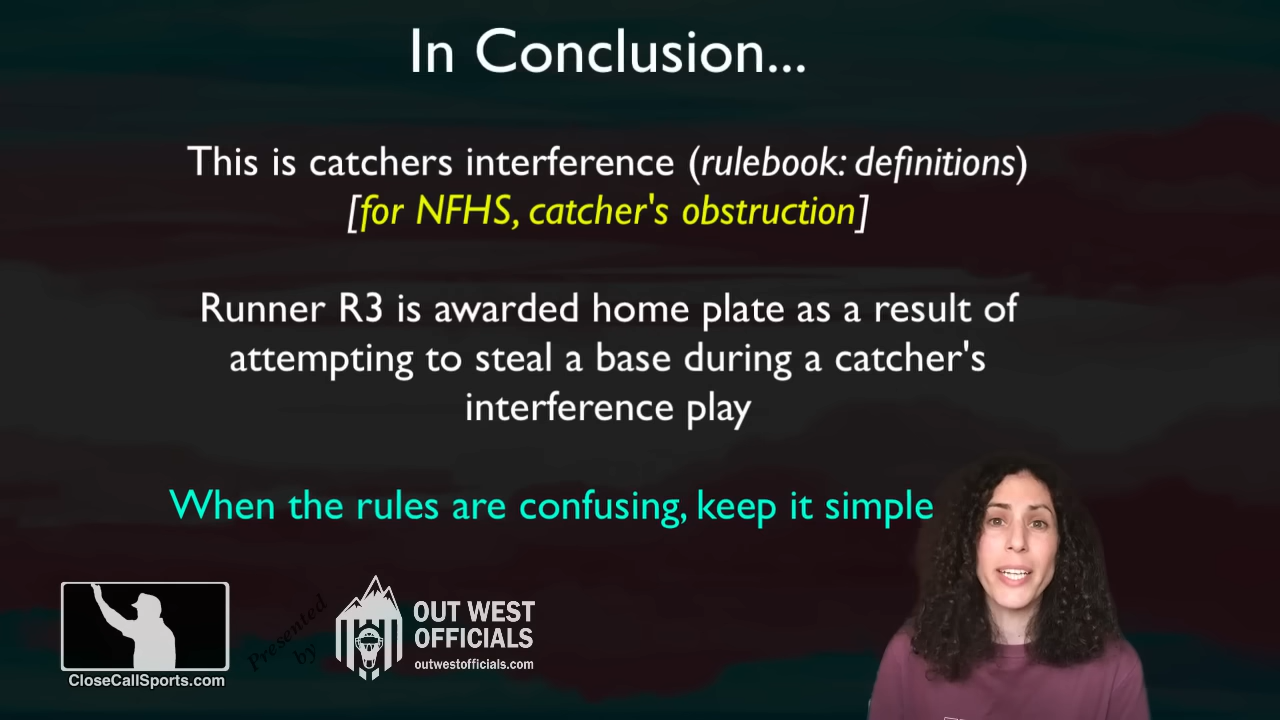 In Conclusion...
This is catchers interference (rulebook: definitions)
[for NFHS, catcher's obstruction]
Runner R3 is awarded home plate as a result of
attempting to steal a base during a catcher's
interference play
When the rules are confusing, keep it simple
CloseCallSports.com
Presented
by
OUT WEST
OFFICIALS
outwestofficials.com